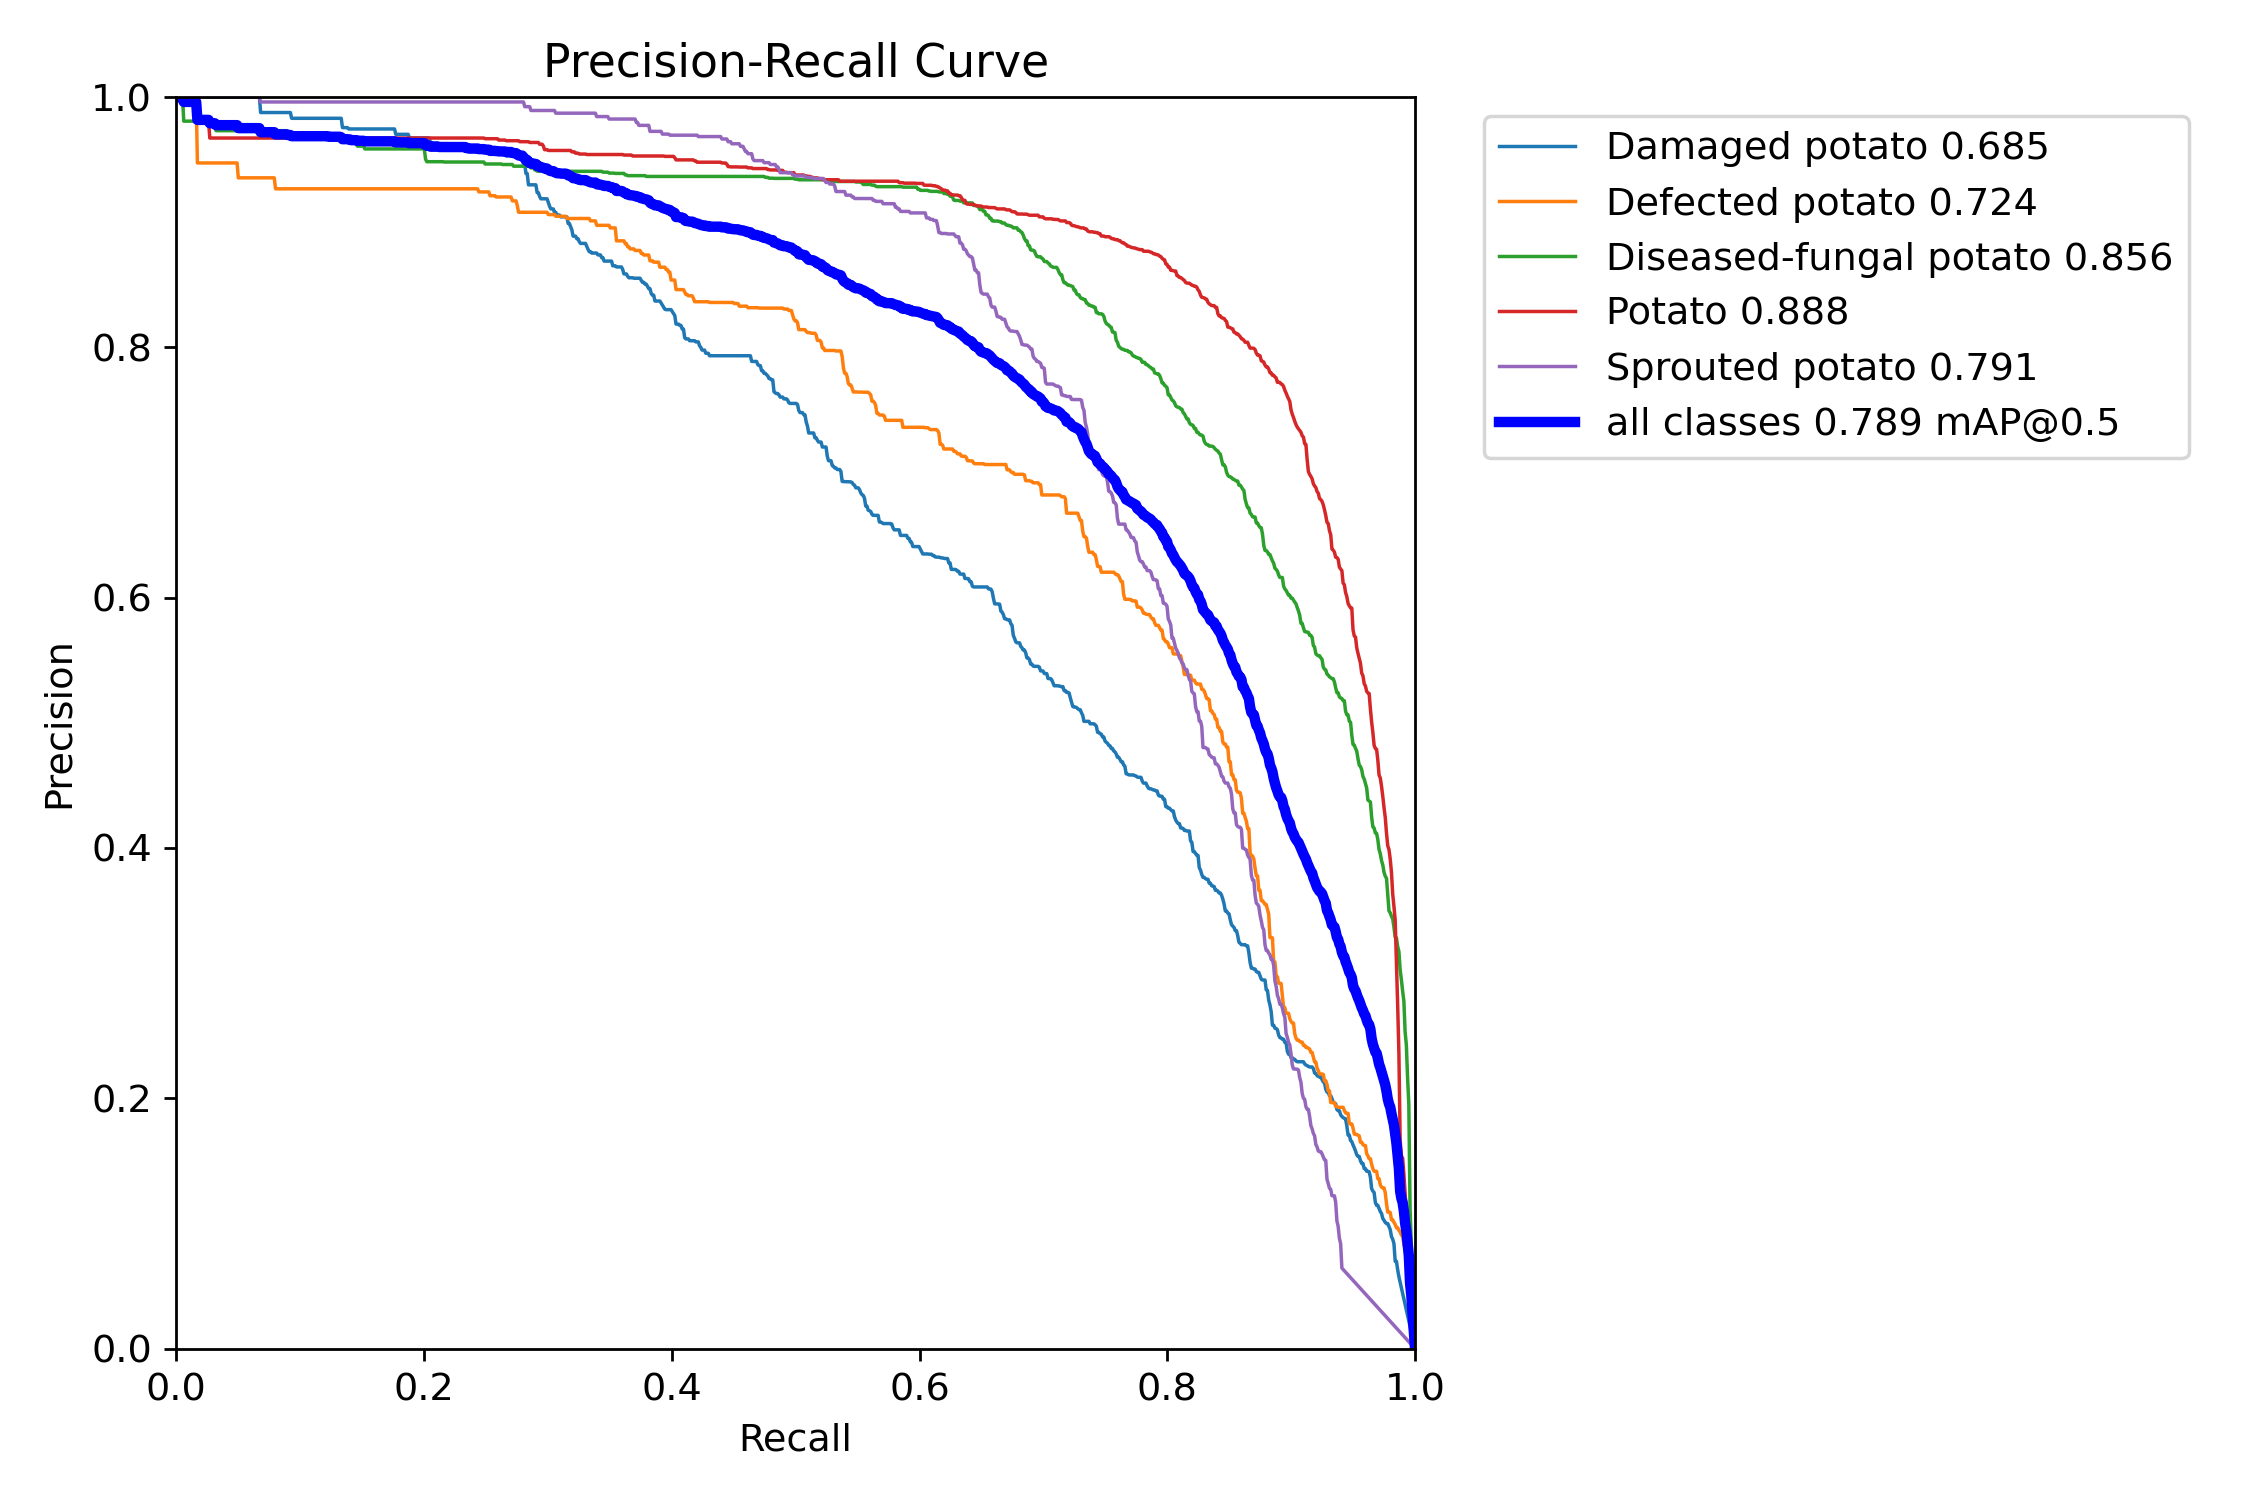 Precision-Recall Curve
1.0
0.8
0.6
0.4
0.2
0.0
Precision
0.0 0.2 0.4 0.6 0.8 1.0
Recall
Damaged potato 0.685
Defected potato 0.724
Diseased-fungal potato 0.856
Potato 0.888
Sprouted potato 0.791
all classes 0.789 mAP@0.5